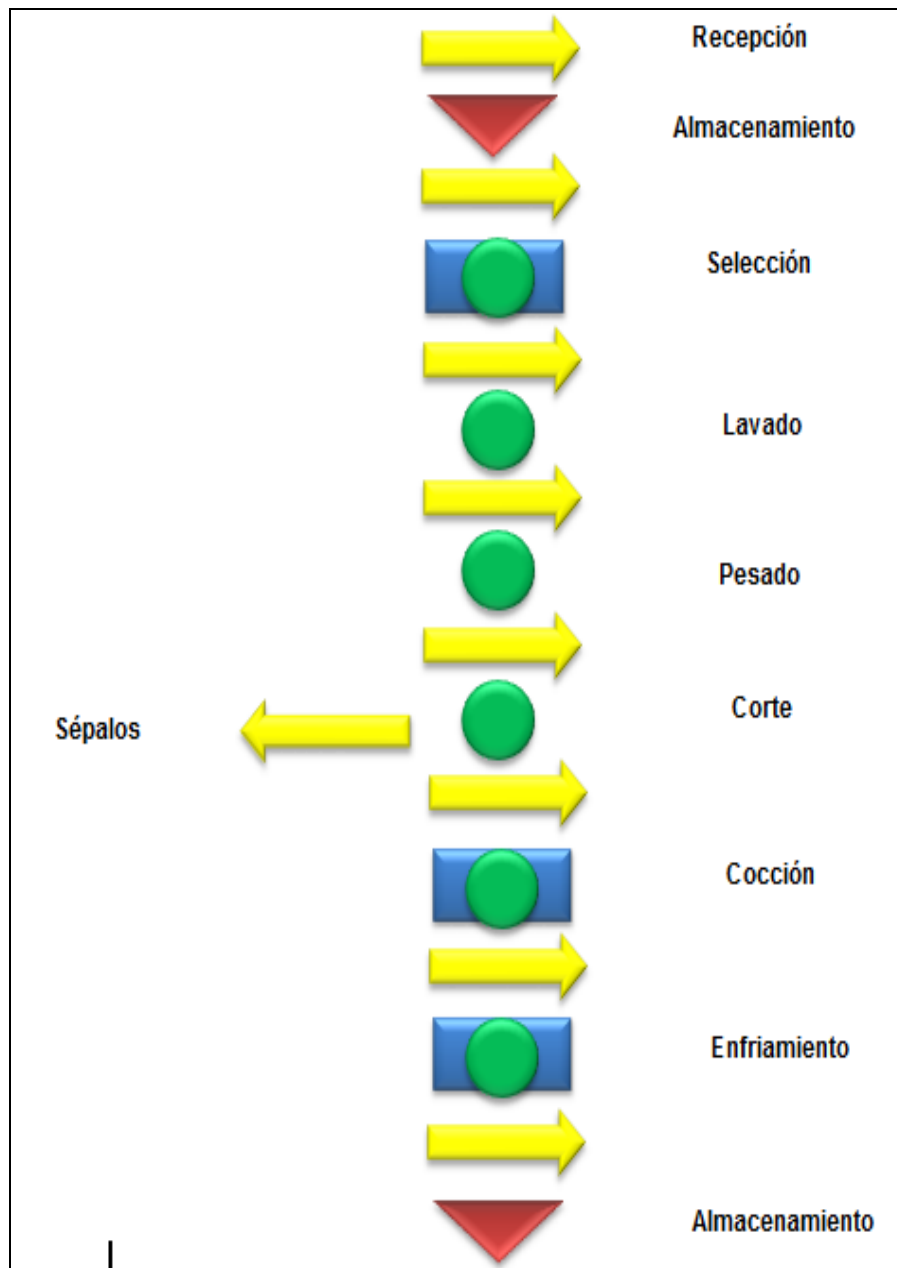 Recepción
Almacenamiento
Selección
Lavado
Pesado
Corte
Sépalos
Cocción
Enfriamiento
Almacenamiento